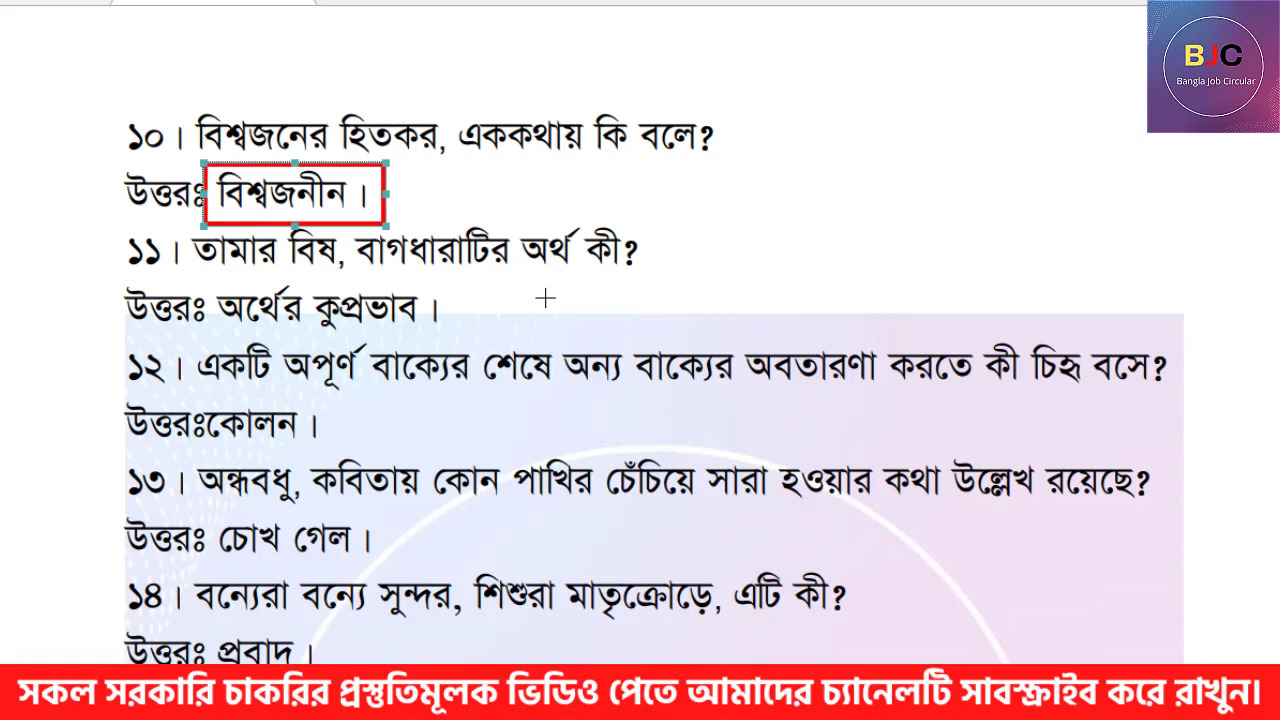 BJC
Bangla Job Circular
১০। বিশ্বজনের হিতকর, এককথায় কি বলে?
উত্তরঃ বিশ্বজনীন।
১১। তামার বিষ, বাগধারাটির অর্থ কী?
উত্তরঃ অর্থের কুপ্রভাব।
১২। একটি অপূর্ণ বাক্যের শেষে অন্য বাক্যের অবতারণা করতে কী চিহ্ন বসে?
উত্তরঃকোলন।
১৩। অন্ধবধু, কবিতায় কোন পাখির চেঁচিয়ে সারা হওয়ার কথা উল্লেখ রয়েছে?
উত্তরঃ চোখ গেল।
১৪। বন্যেরা বন্যে সুন্দর, শিশুরা মাতৃক্রোড়ে, এটি কী?
উত্তরঃ প্রবাদ।
সকল সরকারি চাকরির প্রস্তুতিমূলক ভিডিও পেতে আমাদের চ্যানেলটি সাবস্ক্রাইব করে রাখুন।